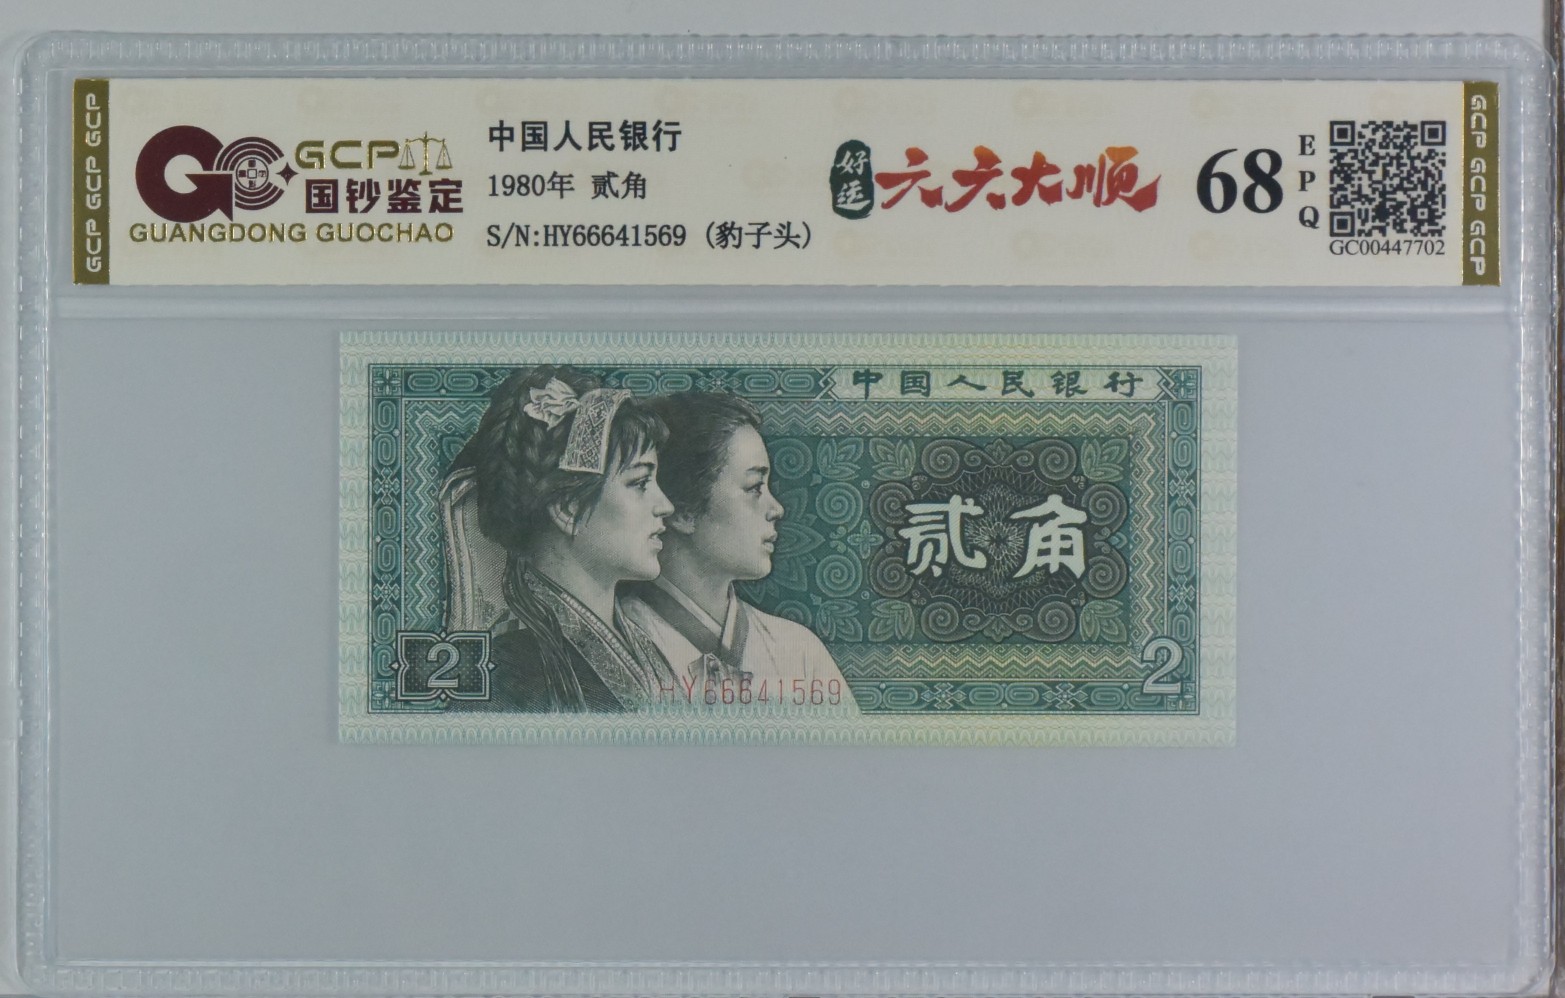 GCP GCP GCP
GCP
国钞鉴定
GUANGDONG GUOCHAO
中国人民银行
1980年 贰角
S/N:HY66641569 (豹子头)
好运
六六大顺
68
EPQ
GC00447702
GCP GCP GCP
中国人民银行
贰角
2
2
HY66641569